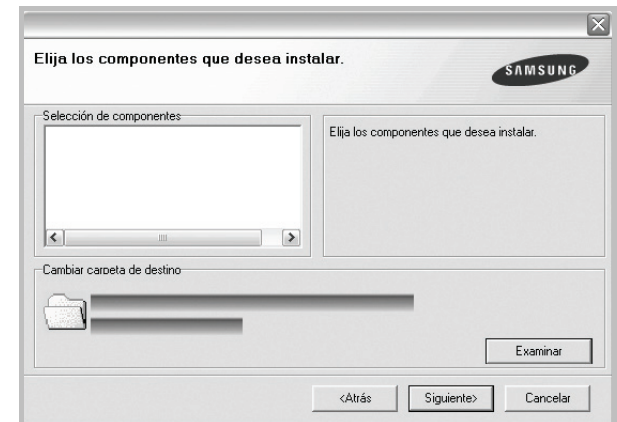 Elija los componentes que desea instalar.
SAMSUNG
Selección de componentes
Elija los componentes que desea instalar.
Cambiar carpeta de destino
Examinar
<Atrás
Siguiente>
Cancelar